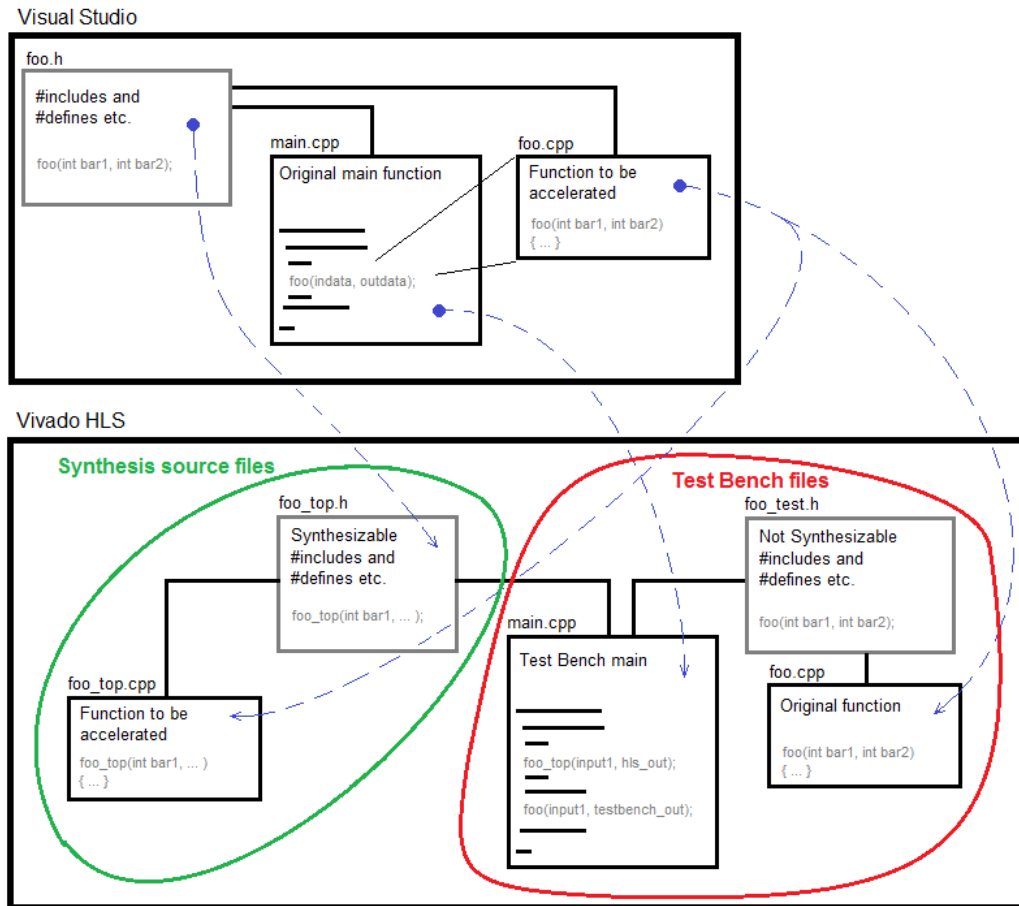 Visual Studio
foo.h
#includes and
#defines etc.
foo(int bar1, int bar2);
main.cpp
Original main function
foo(indata, outdata);
foo.cpp
Function to be
accelerated
foo(int bar1, int bar2)
{ ... }
Vivado HLS
Synthesis source files
foo_top.h
Synthesizable
#includes and
#defines etc.
foo_top(int bar1, ... );
foo_top.cpp
Function to be
accelerated
foo_top(int bar1, ... )
{ ... }
Test Bench files
foo_test.h
Not Synthesizable
#includes and
#defines etc.
foo(int bar1, int bar2);
main.cpp
Test Bench main
foo_top(input1, hls_out);
foo(input1, testbench_out);
foo.cpp
Original function
foo(int bar1, int bar2)
{ ... }